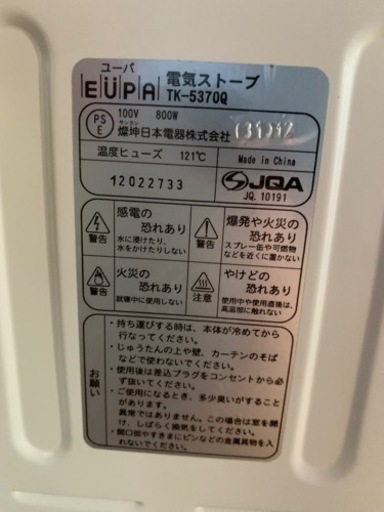 ユーパ
EUPA 電気ストーブ
TK-5370Q
PS
E
100V 800W
サンクン
燦坤日本電器株式会社
温度ヒューズ 121℃
Made in China
12022733
JQA
JQ. 10191
警告
感電の
恐れあり
水に浸けたり、
水をかけたりしない
警告
爆発や火災の
恐れあり
スプレー缶や可燃物
などを近くに置かない
警告
火災の
恐れあり
就寝中に使用しない
注意
やけどの
恐れあり
使用中や使用直後は、
高温部に触れない
お願い
・持ち運びする時は、本体が冷めてから
行なってください。
・じゅうたんの上や壁、カーテンのそば
などで使わないでください。
・使用後は差込プラグをコンセントから必
ず抜いてください。
・ご使用になるとき、多少臭いがすること
がありますが、
異常ではありません。この場合は窓を開
け、しばらく換気をしてください。
・開口部やすきまにピンなどの金属異物を入
れないでください。